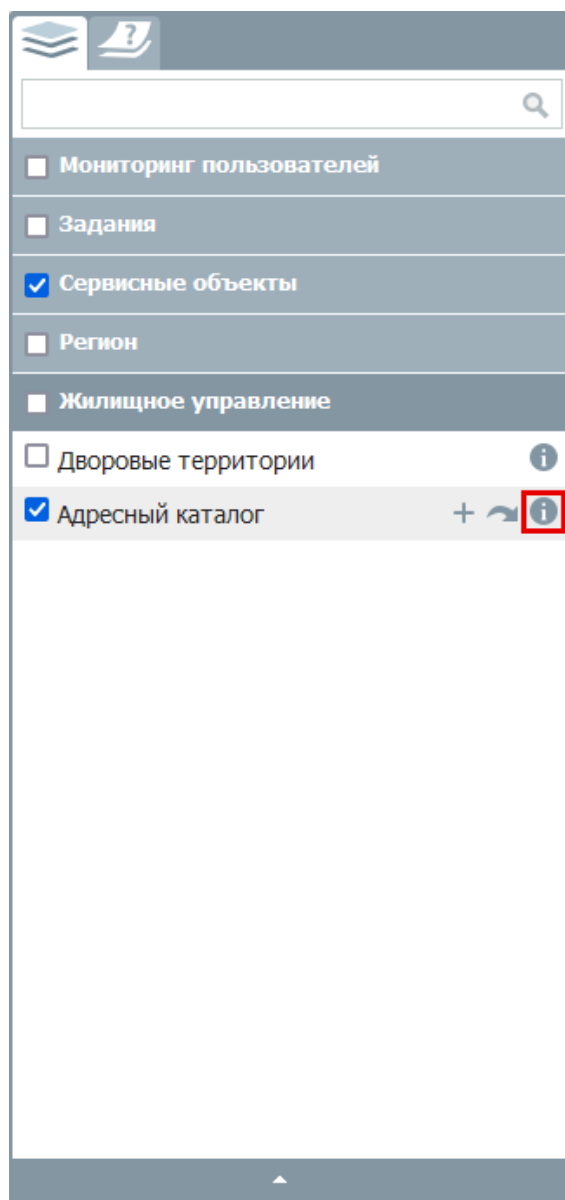 Мониторинг пользователей
Задания
Сервисные объекты
Регион
Жилищное управление
Дворовые территории
Адресный каталог